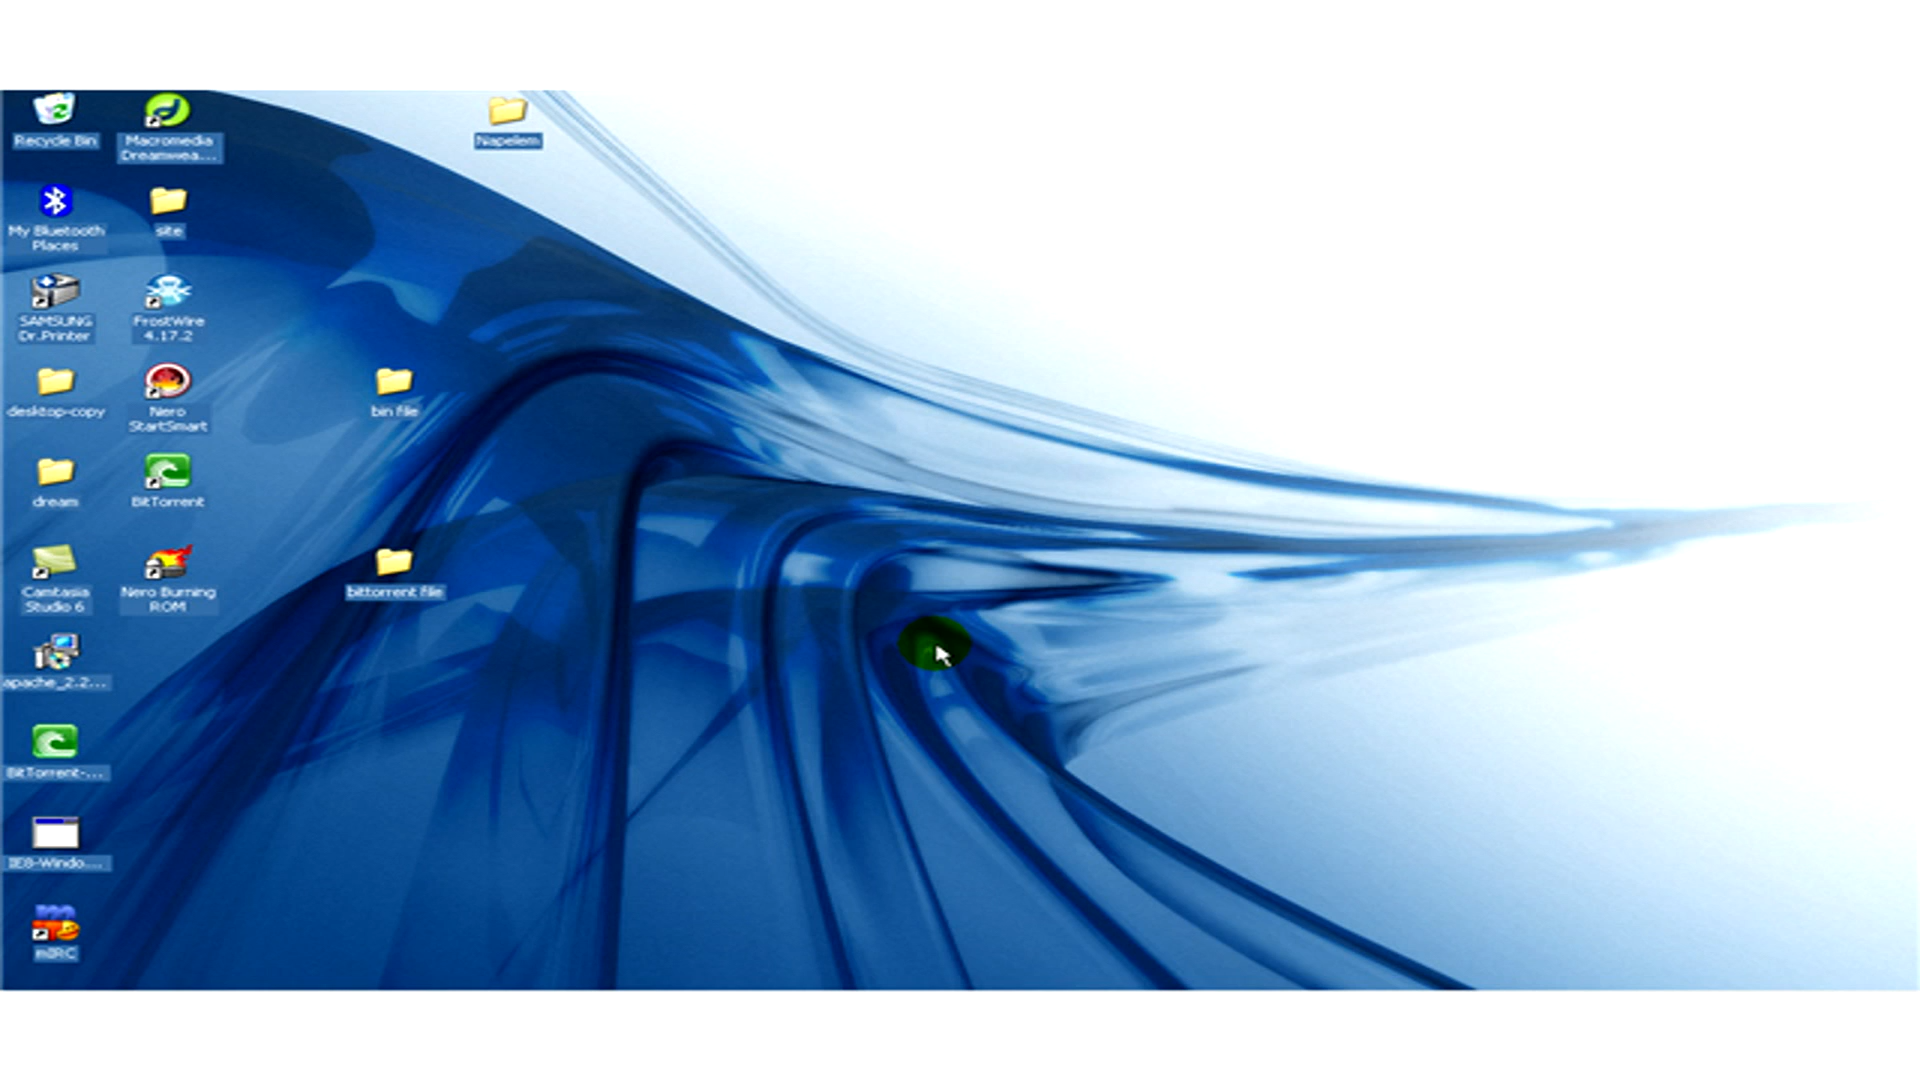 Recycle Bin
Macromedia
Dreamwea...
Napelem
My Bluetooth
Places
site
SAMSUNG
Dr.Printer
FrostWire
4.17.2
desktop-copy
Nero
StartSmart
bin file
dream
BitTorrent
Camtasia
Studio 6
Nero Burning
ROM
bittorrent file
apache_2.2...
BitTorrent-...
IE8-Windo...
mIRC